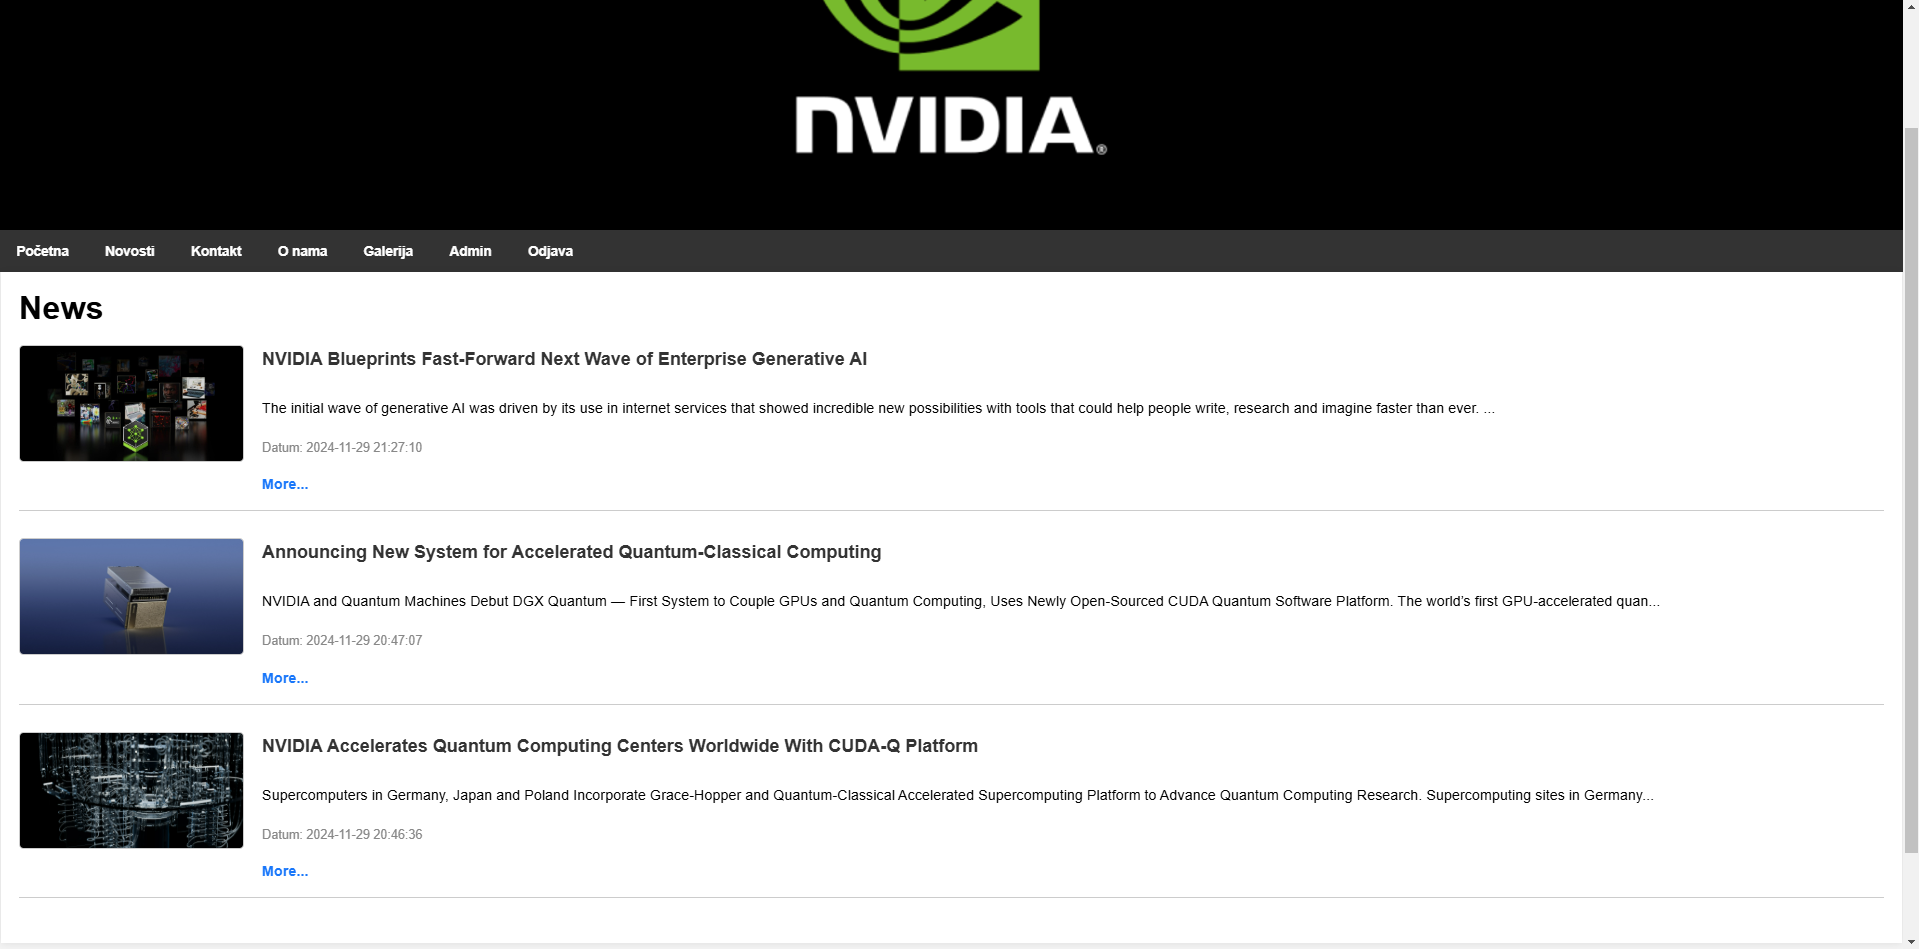 NVIDIA®
Početna Novosti Kontakt O nama Galerija Admin Odjava
News
NVIDIA Blueprints Fast-Forward Next Wave of Enterprise Generative AI
The initial wave of generative AI was driven by its use in internet services that showed incredible new possibilities with tools that could help people write, research and imagine faster than ever. ...
Datum: 2024-11-29 21:27:10
More...
Announcing New System for Accelerated Quantum-Classical Computing
NVIDIA and Quantum Machines Debut DGX Quantum — First System to Couple GPUs and Quantum Computing, Uses Newly Open-Sourced CUDA Quantum Software Platform. The world’s first GPU-accelerated quan...
Datum: 2024-11-29 20:47:07
More...
NVIDIA Accelerates Quantum Computing Centers Worldwide With CUDA-Q Platform
Supercomputers in Germany, Japan and Poland Incorporate Grace-Hopper and Quantum-Classical Accelerated Supercomputing Platform to Advance Quantum Computing Research. Supercomputing sites in Germany...
Datum: 2024-11-29 20:46:36
More...